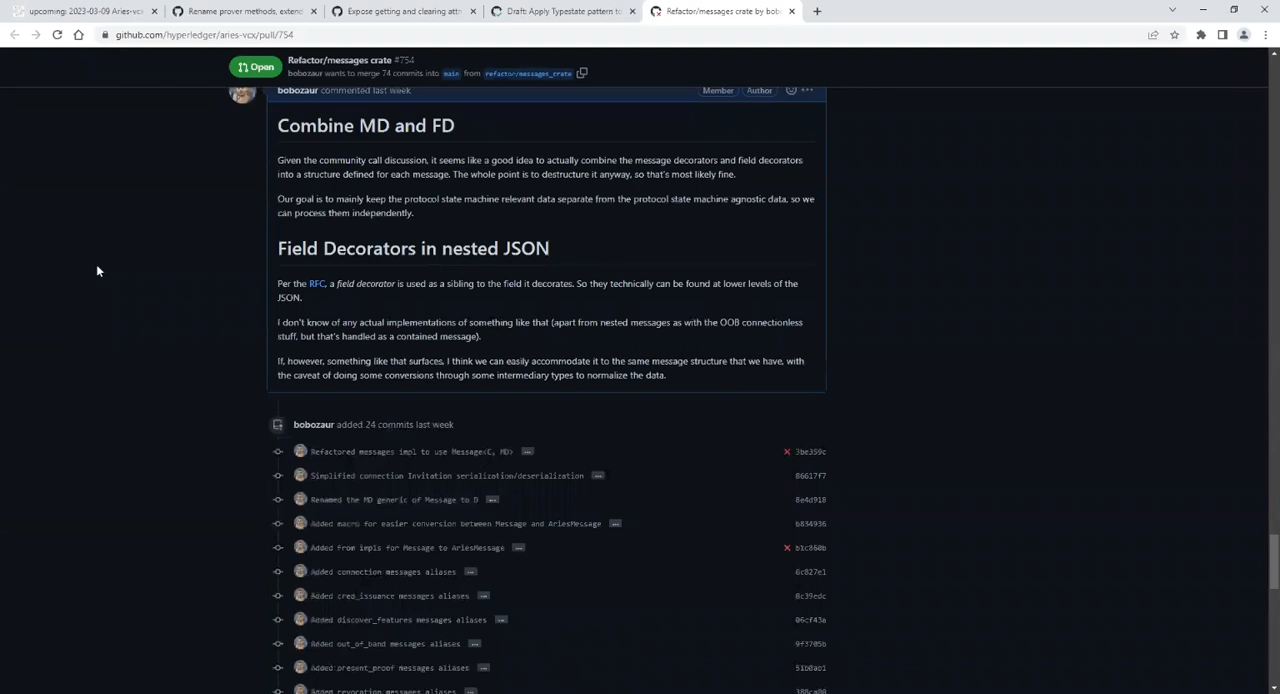 upcoming: 2023-03-09 Aries-vcx
Rename prover methods, extend
Expose getting and clearing attr
Draft: Apply Typestate pattern to
Refactor/messages crate by bob
github.com/hyperledger/aries-vcx/pull/754
Open
Refactor/messages crate #754
bobozaur wants to merge 74 commits into main from refactor/messages_crate
bobozaur commented last week
Member
Author
Combine MD and FD
Given the community call discussion, it seems like a good idea to actually combine the message decorators and field decorators
into a structure defined for each message. The whole point is to destructure it anyway, so that's most likely fine.
Our goal is to mainly keep the protocol state machine relevant data separate from the protocol state machine agnostic data, so we
can process them independently.
Field Decorators in nested JSON
Per the RFC, a field decorator is used as a sibling to the field it decorates. So they technically can be found at lower levels of the
JSON.
I don't know of any actual implementations of something like that (apart from nested messages as with the OOB connectionless
stuff, but that's handled as a contained message).
If, however, something like that surfaces, I think we can easily accommodate it to the same message structure that we have, with
the caveat of doing some conversions through some intermediary types to normalize the data.
bobozaur added 24 commits last week
Refactored messages impl to use Message<C, MD> ... 3be359c
Simplified connection Invitation serialization/deserialization ... 86617f7
Renamed the MD generic of Message to D ... 8e4d918
Added macros for easier conversion between Message and AriesMessage ... b834936
Added from impls for Message to AriesMessage ... b1c860b
Added connection messages aliases ... 6c827e1
Added cred_issuance messages aliases ... 8c39edc
Added discover_features messages aliases ... 06cf43a
Added out_of_band messages aliases ... 9f3705b
Added present_proof messages aliases ... 51b0ab1
Added revocation messages aliases ... 388ca80